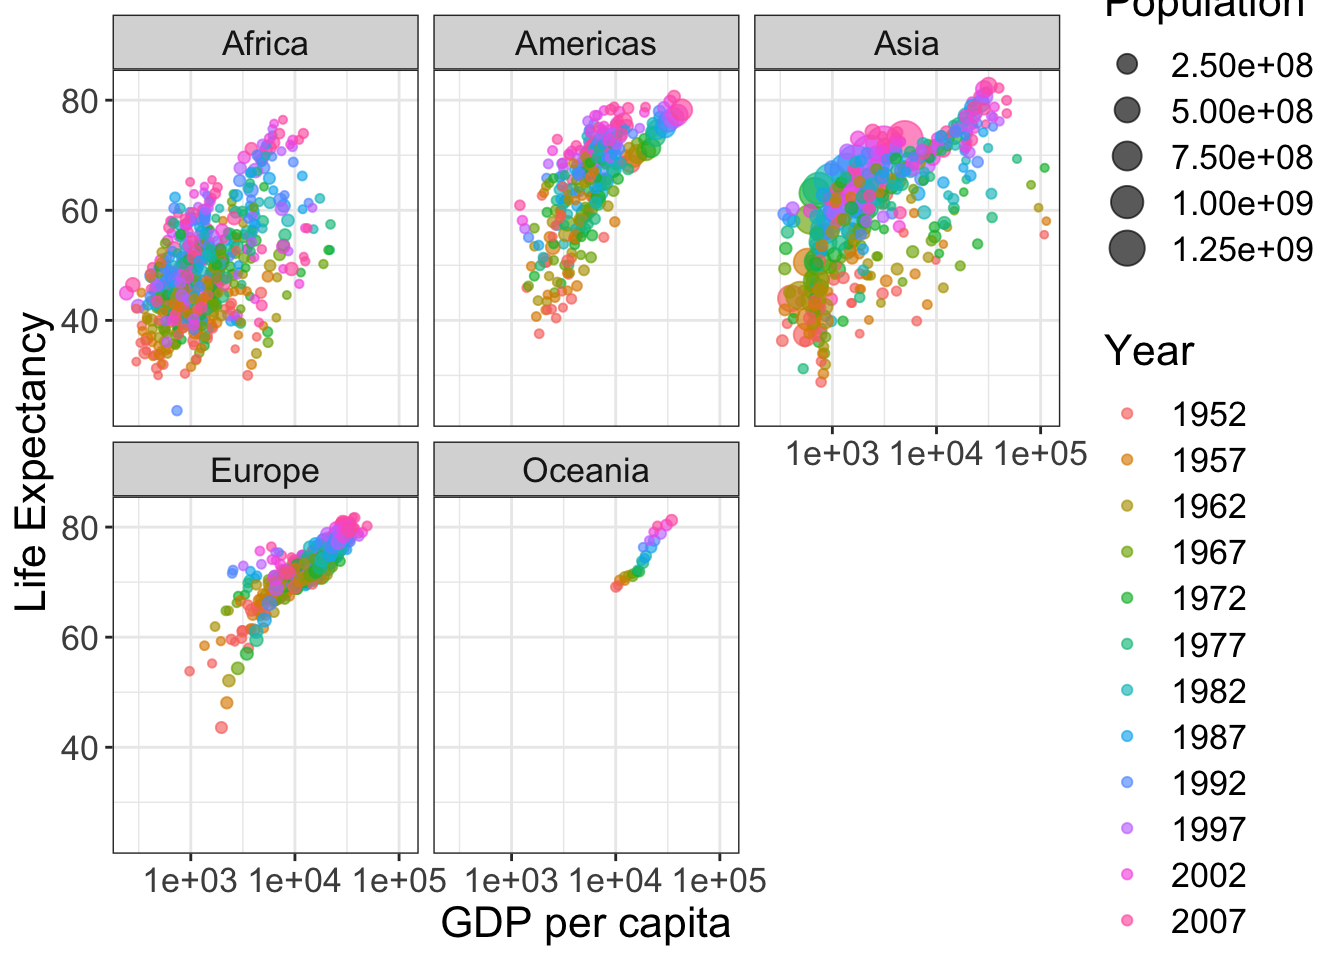 Population
Africa
Americas
Asia
2.50e+08
5.00e+08
7.50e+08
1.00e+09
1.25e+09
80
60
40
1e+03 1e+04 1e+05
Life Expectancy
Year
1952
1957
1962
1967
1972
1977
1982
1987
1992
1997
2002
2007
Europe
Oceania
80
60
40
1e+03 1e+04 1e+05
1e+03 1e+04 1e+05
GDP per capita